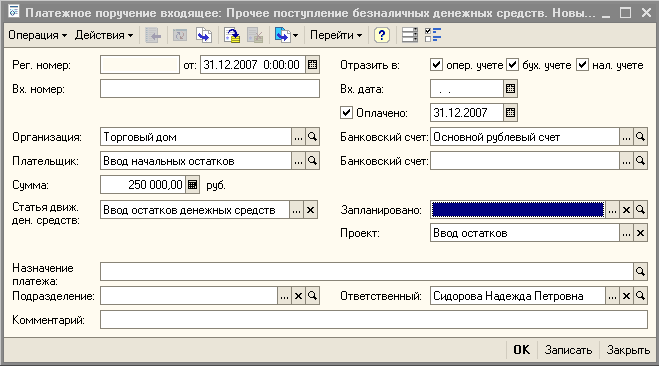 Платежное поручение входящее: Прочее поступление безналичных денежных средств. Новы...
Операция Действия Перейти
Рег. номер: от: 31.12.2007 0:00:00 Отразить в: опер. учете бух. учете нал. учете
Вх. номер: Вх. дата: . .
Оплачено: 31.12.2007
Организация: Торговый дом Банковский счет: Основной рублевый счет
Плательщик: Ввод начальных остатков Банковский счет:
Сумма: 250 000,00 руб.
Статья движ. ден. средств: Ввод остатков денежных средств Запланировано:
Проект: Ввод остатков
Назначение платежа:
Подразделение: Ответственный: Сидорова Надежда Петровна
Комментарий:
OK Записать Закрыть